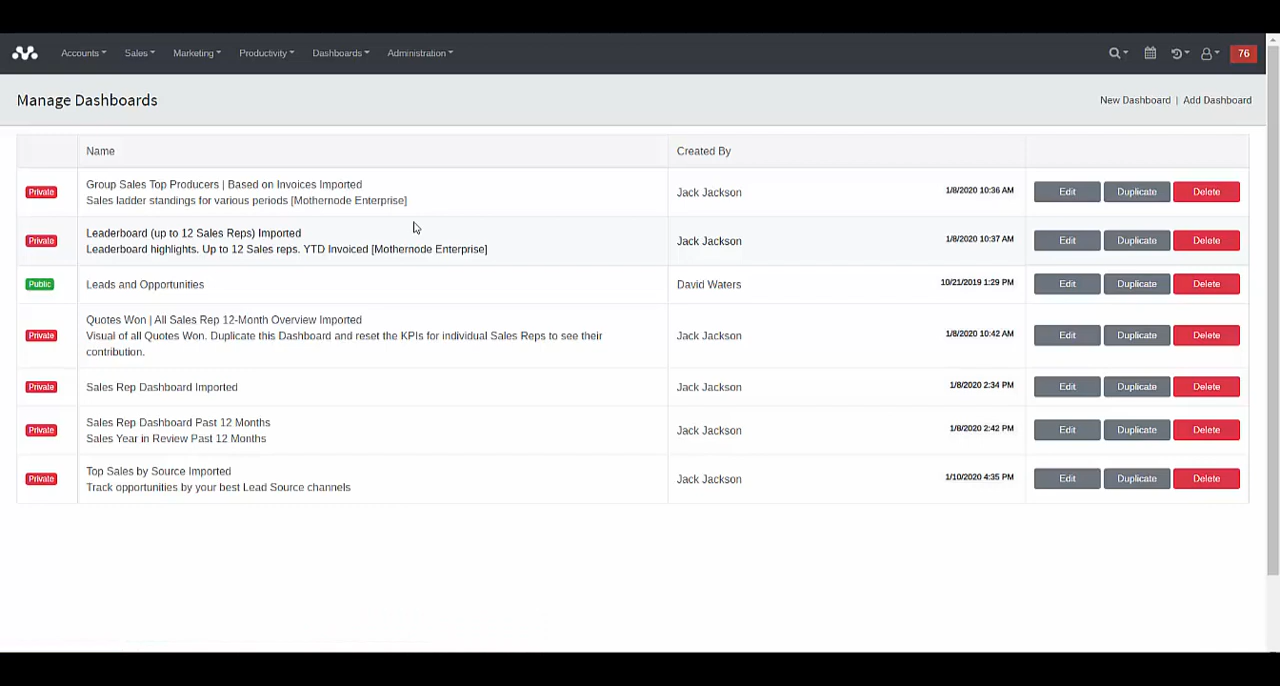 Accounts Sales Marketing Productivity Dashboards Administration 76
Manage Dashboards New Dashboard | Add Dashboard
Name Created By
Private Group Sales Top Producers | Based on Invoices Imported
Sales ladder standings for various periods [Mothernode Enterprise] Jack Jackson 1/8/2020 10:36 AM Edit Duplicate Delete
Private Leaderboard (up to 12 Sales Reps) Imported
Leaderboard highlights. Up to 12 Sales reps. YTD Invoiced [Mothernode Enterprise] Jack Jackson 1/8/2020 10:37 AM Edit Duplicate Delete
Public Leads and Opportunities David Waters 10/21/2019 1:29 PM Edit Duplicate Delete
Quotes Won | All Sales Rep 12-Month Overview Imported
Private Visual of all Quotes Won. Duplicate this Dashboard and reset the KPIs for individual Sales Reps to see their Jack Jackson 1/8/2020 10:42 AM Edit Duplicate Delete
contribution.
Private Sales Rep Dashboard Imported Jack Jackson 1/8/2020 2:34 PM Edit Duplicate Delete
Private Sales Rep Dashboard Past 12 Months
Sales Year in Review Past 12 Months Jack Jackson 1/8/2020 2:42 PM Edit Duplicate Delete
Private Top Sales by Source Imported
Track opportunities by your best Lead Source channels Jack Jackson 1/10/2020 4:35 PM Edit Duplicate Delete